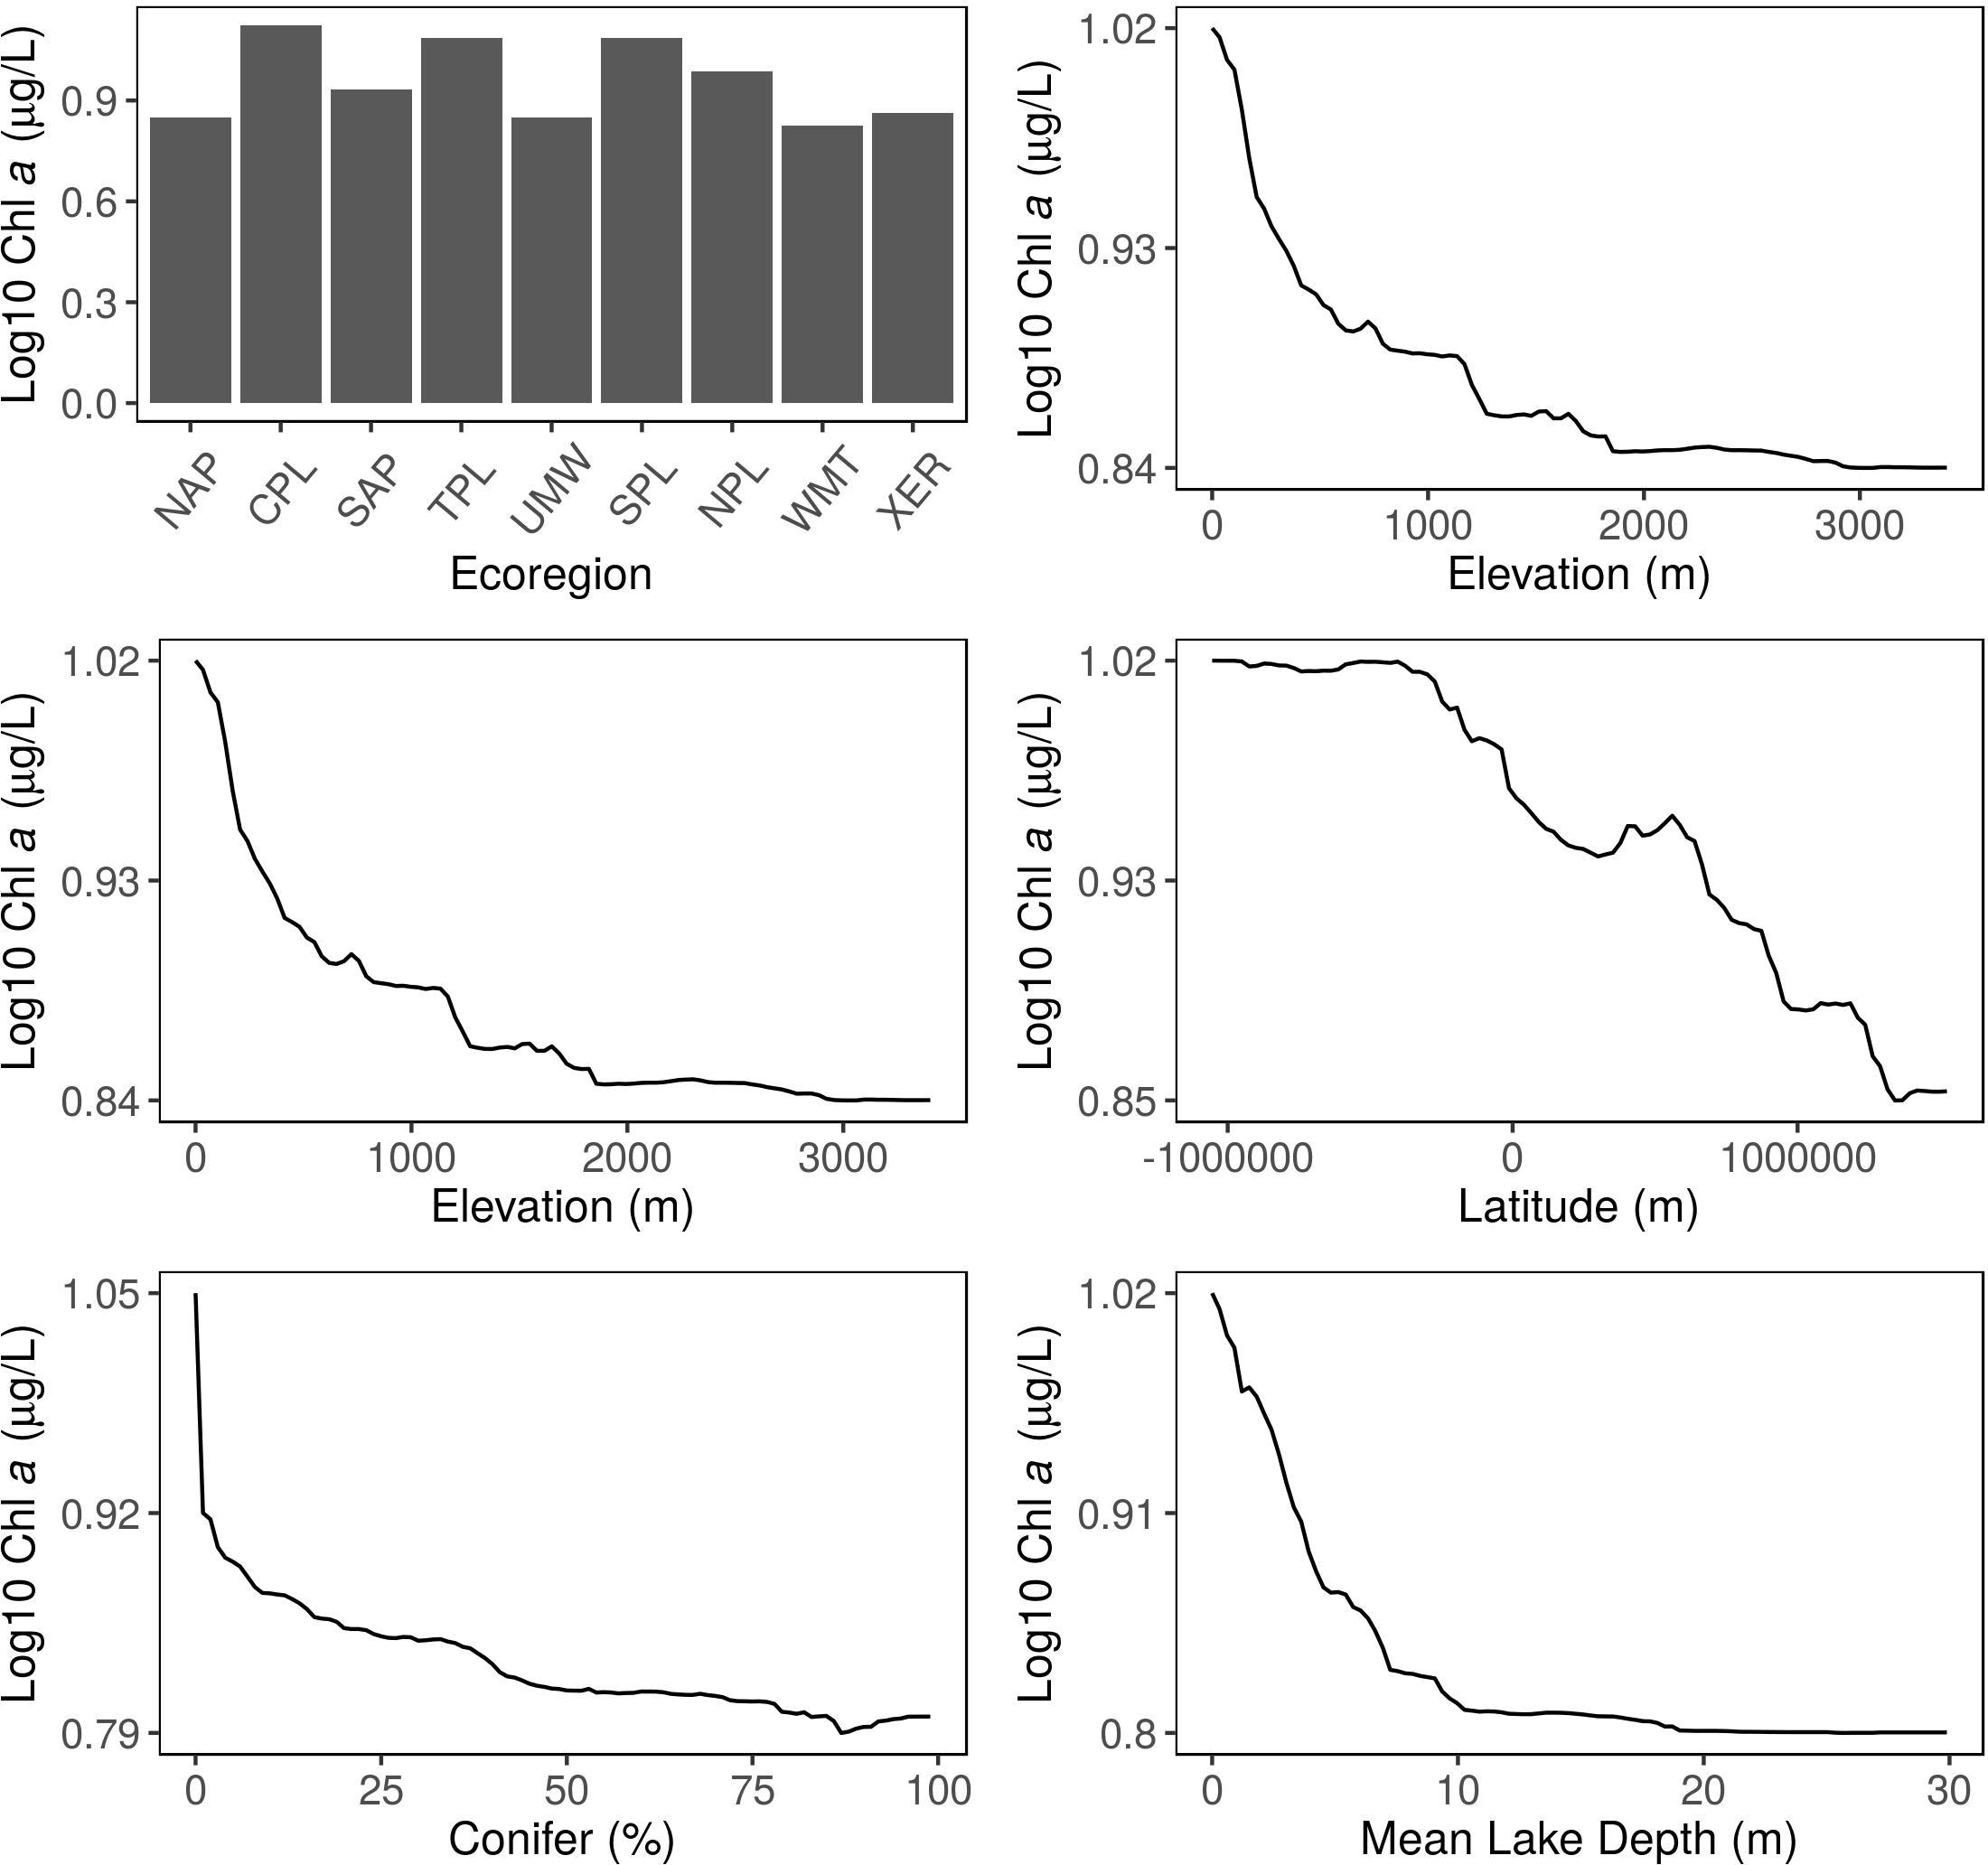 Log10 Chl a (µg/L)
0.9
0.6
0.3
0.0
NAP CPL SAP TPL UMW SPL NPL WMT XER
Ecoregion
Log10 Chl a (µg/L)
1.02
0.93
0.84
0 1000 2000 3000
Elevation (m)
Log10 Chl a (µg/L)
1.02
0.93
0.84
0 1000 2000 3000
Elevation (m)
Log10 Chl a (µg/L)
1.02
0.93
0.85
-1000000 0 1000000
Latitude (m)
Log10 Chl a (µg/L)
1.05
0.92
0.79
0 25 50 75 100
Conifer (%)
Log10 Chl a (µg/L)
1.02
0.91
0.8
0 10 20 30
Mean Lake Depth (m)